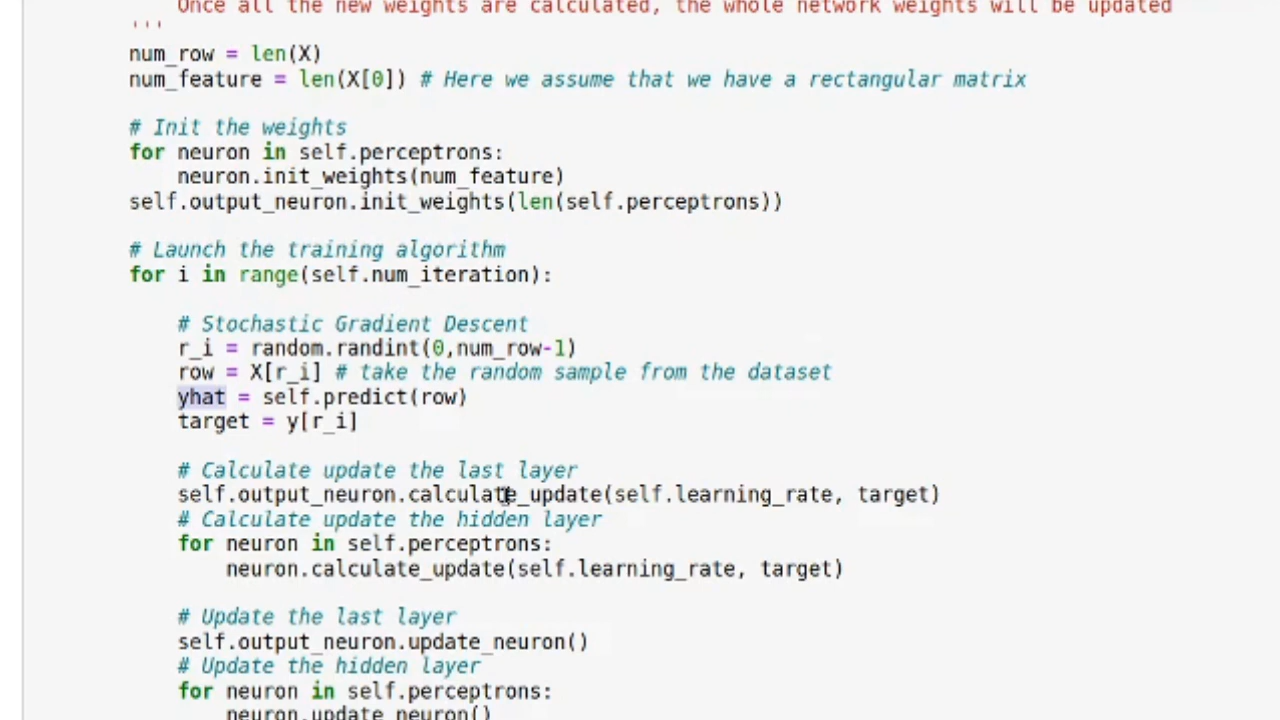 Once all the new weights are calculated, the whole network weights will be updated
'''
num_row = len(X)
num_feature = len(X[0]) # Here we assume that we have a rectangular matrix
# Init the weights
for neuron in self.perceptrons:
neuron.init_weights(num_feature)
self.output_neuron.init_weights(len(self.perceptrons))
# Launch the training algorithm
for i in range(self.num_iteration):
# Stochastic Gradient Descent
r_i = random.randint(0,num_row-1)
row = X[r_i] # take the random sample from the dataset
yhat = self.predict(row)
target = y[r_i]
# Calculate update the last layer
self.output_neuron.calculate_update(self.learning_rate, target)
# Calculate update the hidden layer
for neuron in self.perceptrons:
neuron.calculate_update(self.learning_rate, target)
# Update the last layer
self.output_neuron.update_neuron()
# Update the hidden layer
for neuron in self.perceptrons:
neuron.update_neuron()